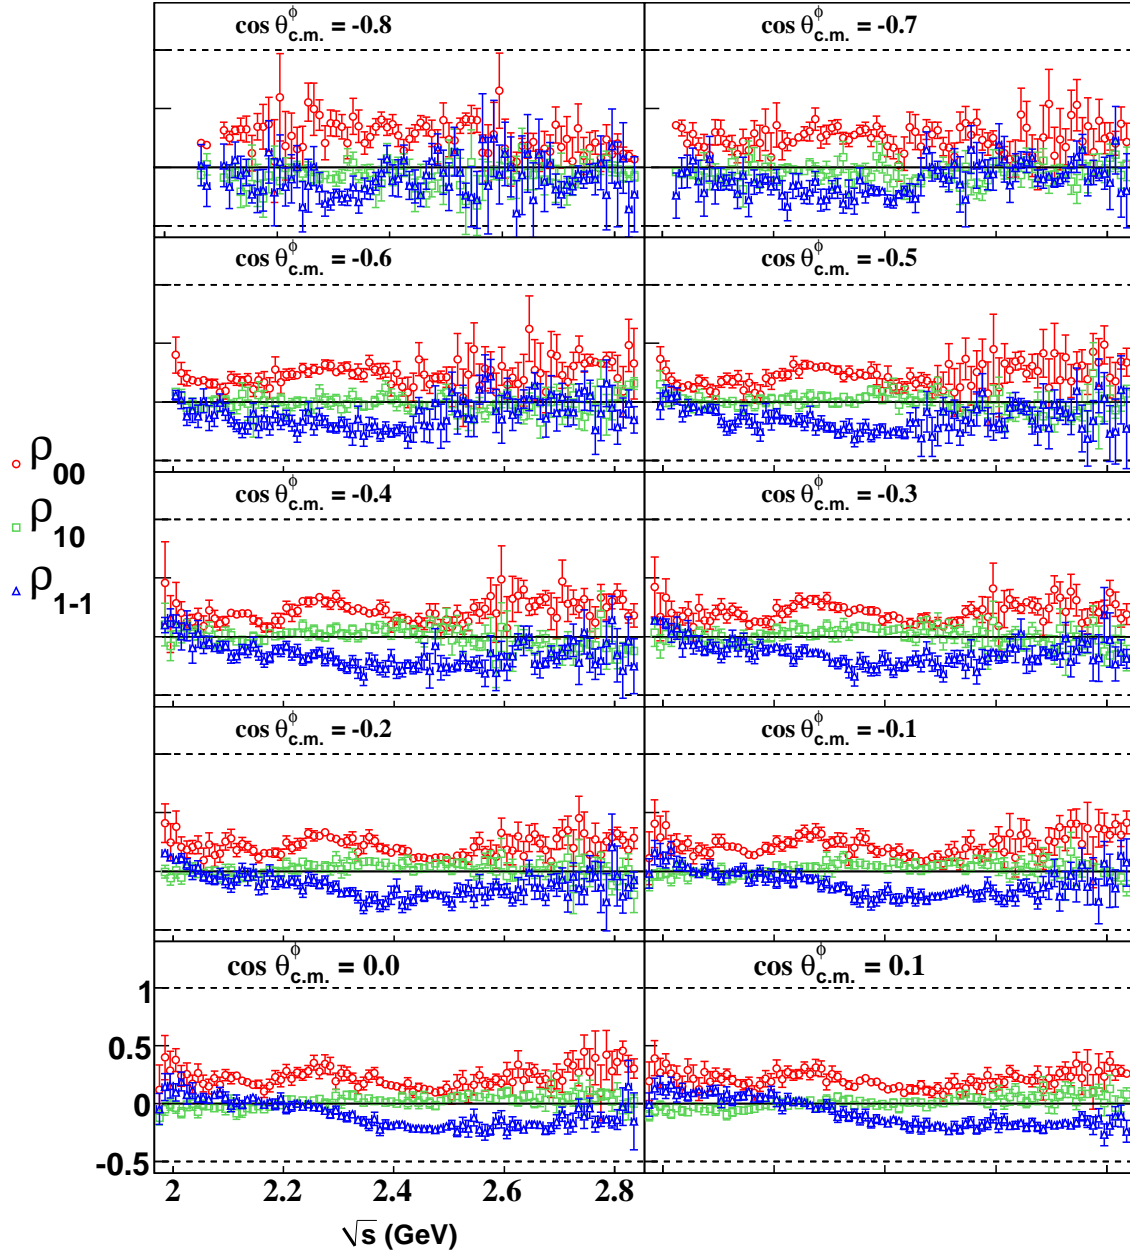 cos θ^ϕ_c.m. = -0.8
cos θ^ϕ_c.m. = -0.7
cos θ^ϕ_c.m. = -0.6
cos θ^ϕ_c.m. = -0.5
ρ_00
ρ_10
ρ_1-1
cos θ^ϕ_c.m. = -0.4
cos θ^ϕ_c.m. = -0.3
cos θ^ϕ_c.m. = -0.2
cos θ^ϕ_c.m. = -0.1
cos θ^ϕ_c.m. = 0.0
cos θ^ϕ_c.m. = 0.1
1
0.5
0
-0.5
2 2.2 2.4 2.6 2.8
√s (GeV)